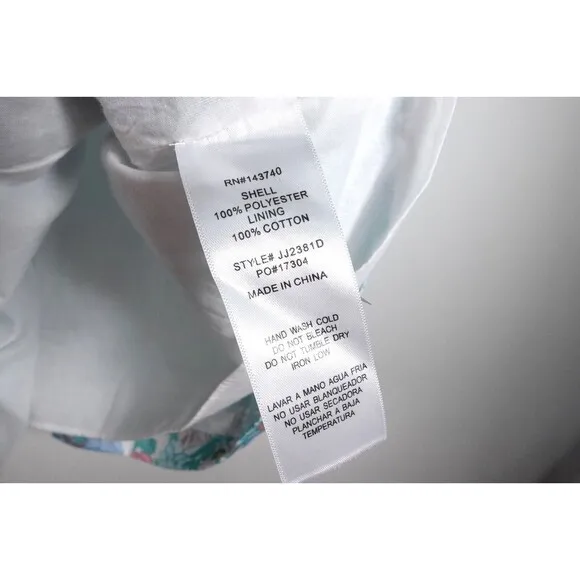 RN#143740
SHELL
100% POLYESTER
LINING
100% COTTON
STYLE# JJ2381D
PO#17304
MADE IN CHINA
HAND WASH COLD
DO NOT BLEACH
DO NOT TUMBLE DRY
IRON LOW
LAVAR A MANO AGUA FRIA
NO USAR BLANQUEADOR
NO USAR SECADORA
PLANCHAR A BAJA
TEMPERATURA